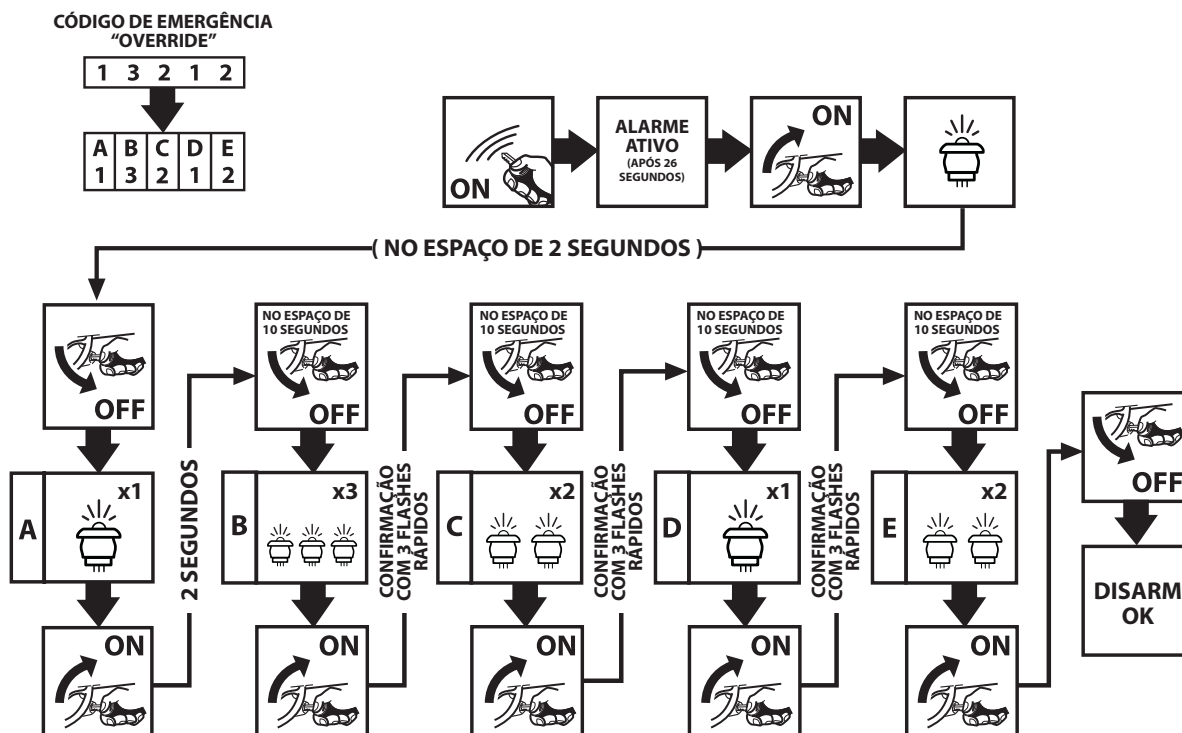 CÓDIGO DE EMERGÊNCIA
“OVERRIDE”
1 3 2 1 2
A B C D E
1 3 2 1 2
ON
ALARME
ATIVO
(APÓS 26
SEGUNDOS)
ON
( NO ESPAÇO DE 2 SEGUNDOS )
OFF
NO ESPAÇO DE
10 SEGUNDOS
OFF
NO ESPAÇO DE
10 SEGUNDOS
OFF
NO ESPAÇO DE
10 SEGUNDOS
OFF
NO ESPAÇO DE
10 SEGUNDOS
OFF
OFF
A
x1
2 SEGUNDOS
B
x3
CONFIRMAÇÃO
COM 3 FLASHES
RÁPIDOS
C
x2
CONFIRMAÇÃO
COM 3 FLASHES
RÁPIDOS
D
x1
CONFIRMAÇÃO
COM 3 FLASHES
RÁPIDOS
E
x2
DISARM
OK
ON
ON
ON
ON
ON